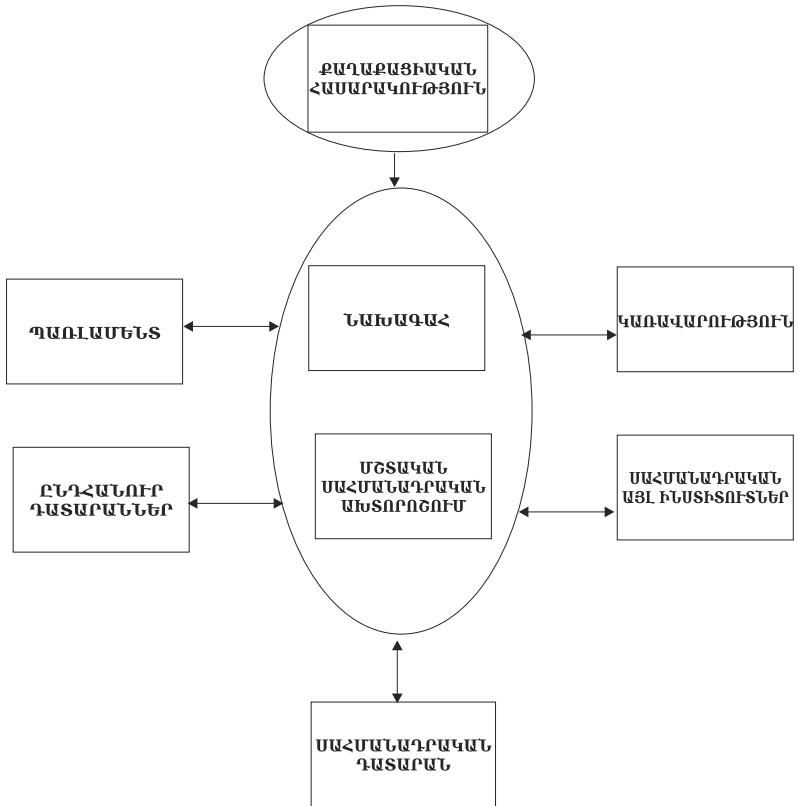 ՔԱՂԱՔԱՑԻԱԿԱՆ
ՀԱՍԱՐԱԿՈՒԹՅՈՒՆ
ՊԱՌԼԱՄԵՆՏ
ՆԱԽԱԳԱՀ
ԿԱՌԱՎԱՐՈՒԹՅՈՒՆ
ԸՆԴՀԱՆՈՒՐ
ԴԱՏԱՐԱՆՆԵՐ
ՄՇՏԱԿԱՆ
ՍԱՀՄԱՆԱԴՐԱԿԱՆ
ԱԽՏՈՐՈՇՈՒՄ
ՍԱՀՄԱՆԱԴՐԱԿԱՆ
ԱՅԼ ԻՆՍՏԻՏՈՒՏՆԵՐ
ՍԱՀՄԱՆԱԴՐԱԿԱՆ
ԴԱՏԱՐԱՆ